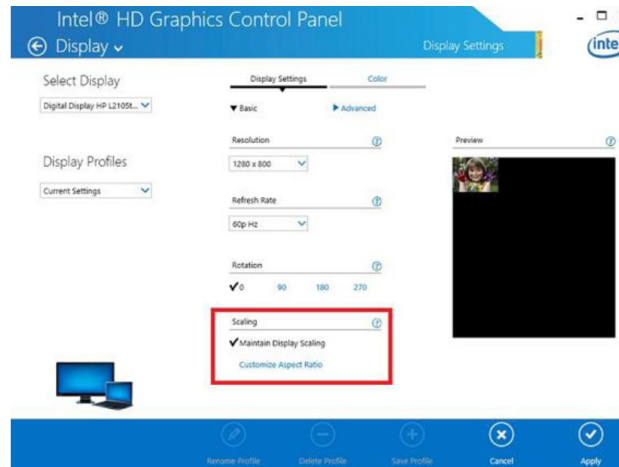 Intel® HD Graphics Control Panel
Display
Display Settings
Select Display
Digital Display HP L2105t...
Display Profiles
Current Settings
Display Settings
Color
Basic
Advanced
Resolution
1280 x 800
Refresh Rate
60p Hz
Rotation
0 90 180 270
Scaling
Maintain Display Scaling
Customize Aspect Ratio
Preview
Rename Profile
Delete Profile
Save Profile
Cancel
Apply